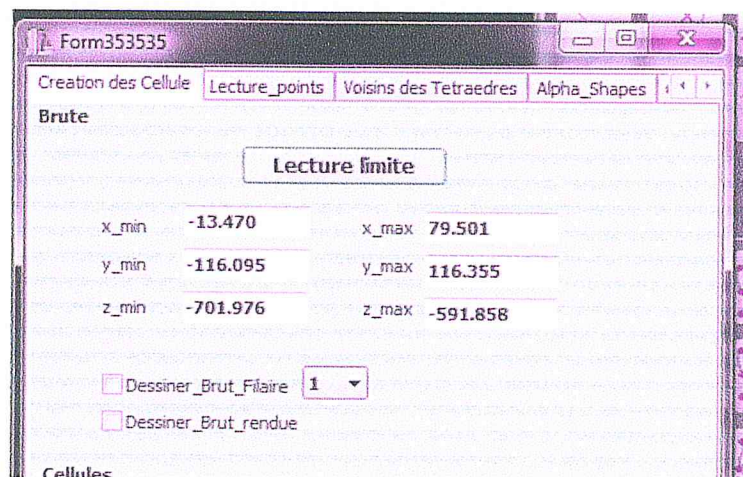 Form353535
Creation des Cellule Lecture_points Voisins des Tetraedres Alpha_Shapes
Brute
Lecture limite
x_min -13.470 x_max 79.501
y_min -116.095 y_max 116.355
z_min -701.976 z_max -591.858
Dessiner_Brut_Filaire 1
Dessiner_Brut_rendue
Cellules